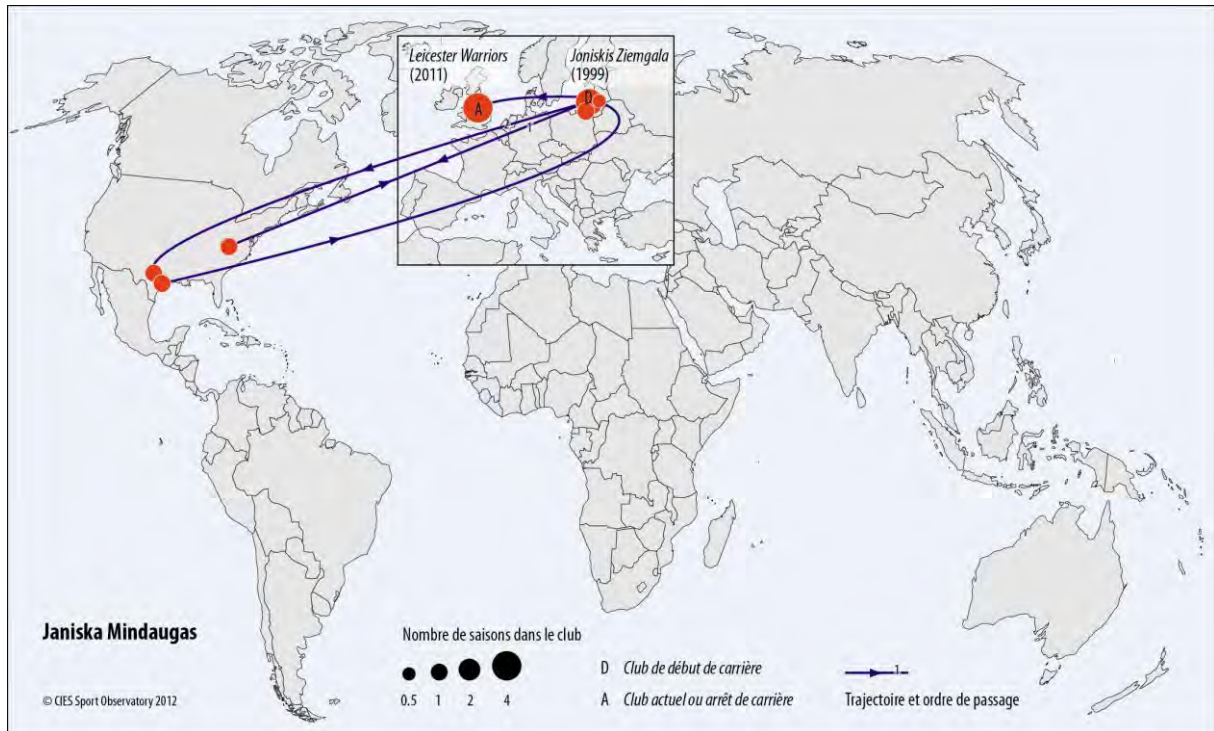 Leicester Warriors
(2011)
Joniskis Ziemgala
(1999)
A
D
1
Janiska Mindaugas
© CIES Sport Observatory 2012
Nombre de saisons dans le club
0.5 1 2 4
D Club de début de carrière
A Club actuel ou arrêt de carrière
1
Trajectoire et ordre de passage